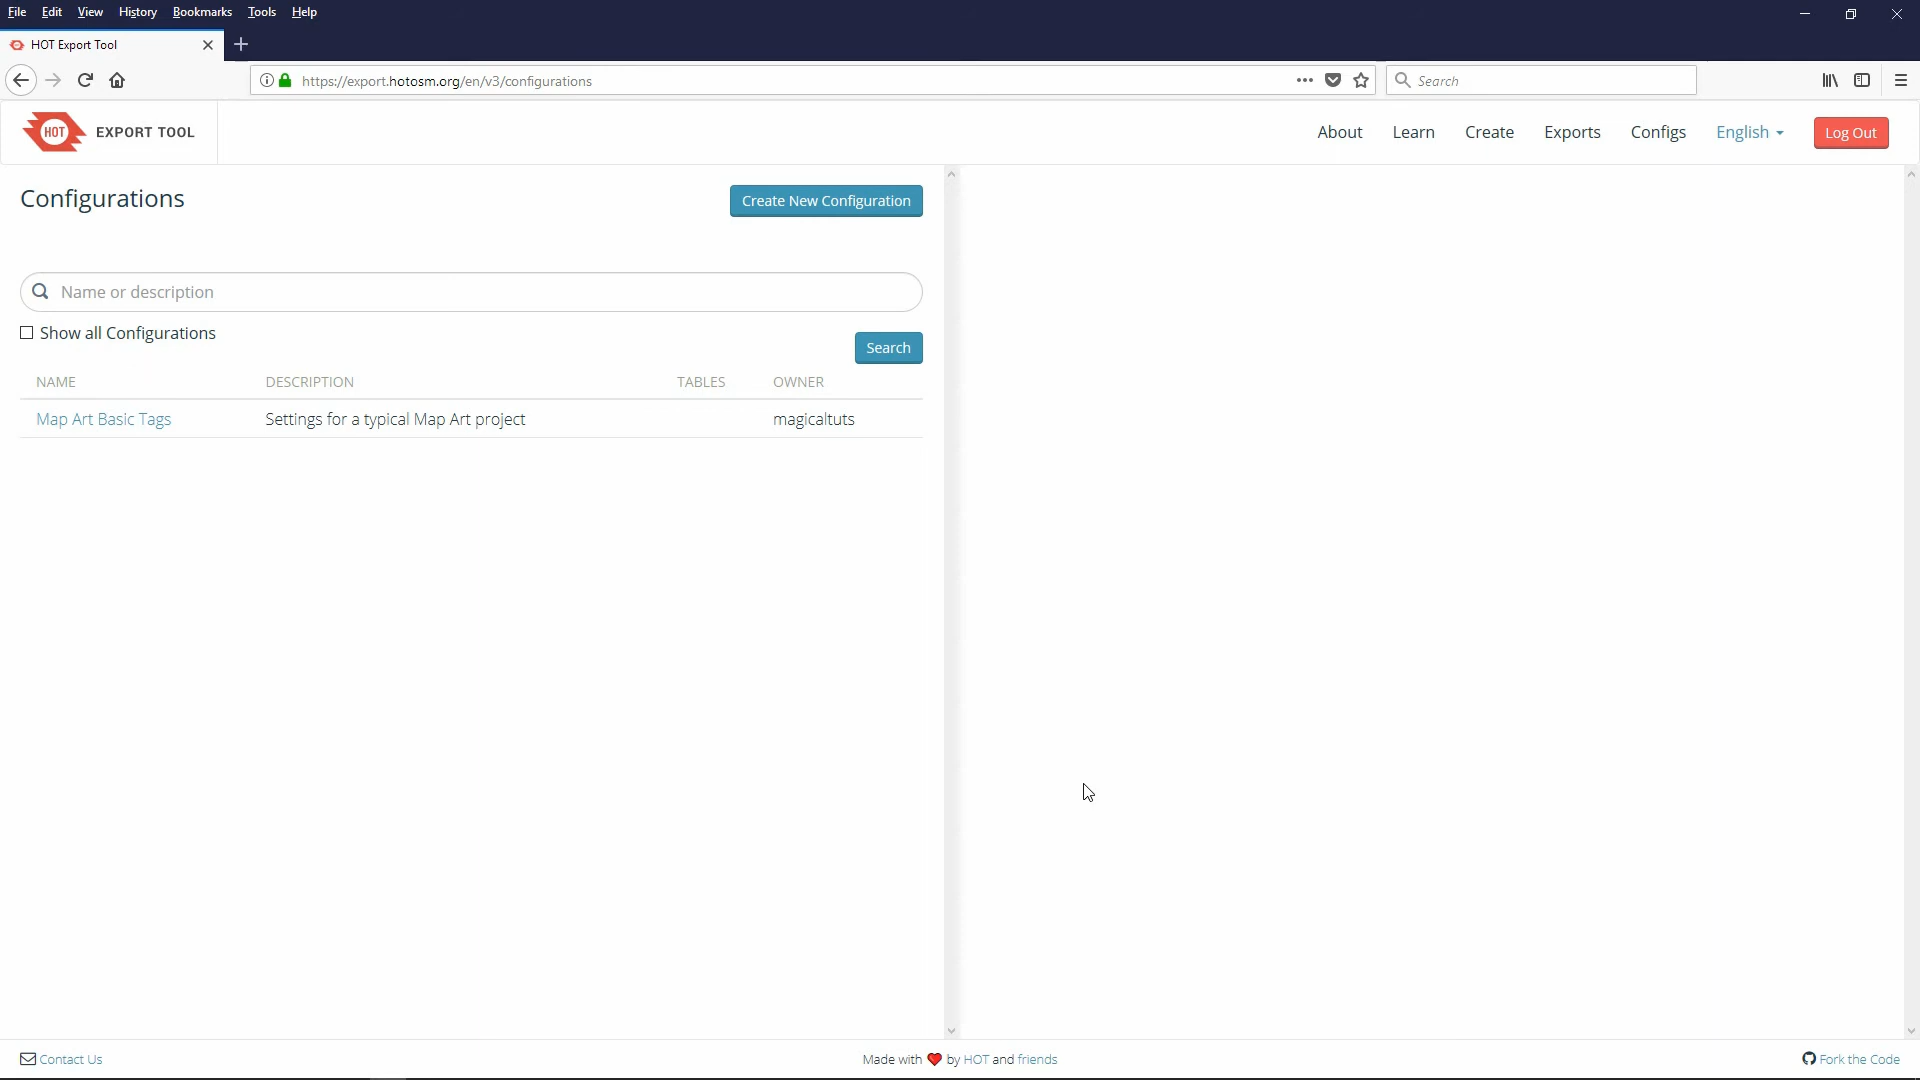 File Edit View History Bookmarks Tools Help
HOT Export Tool
https://export.hotosm.org/en/v3/configurations
Search
HOT EXPORT TOOL
About Learn Create Exports Configs English Log Out
Configurations
Create New Configuration
Name or description
Show all Configurations
Search
NAME DESCRIPTION TABLES OWNER
Map Art Basic Tags Settings for a typical Map Art project magicaltuts
Contact Us Made with ❤ by HOT and friends Fork the Code